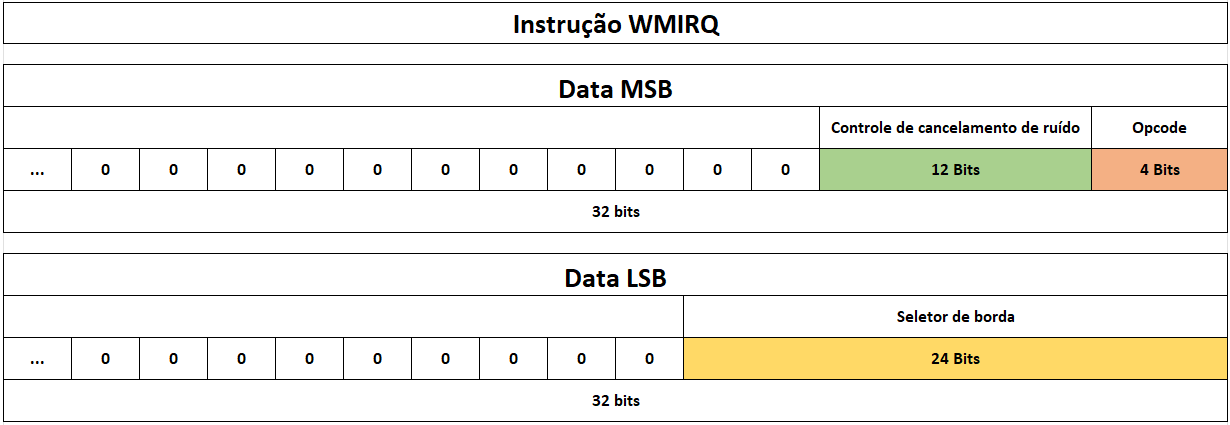 Instrução WMIRQ
Data MSB
Controle de cancelamento de ruído Opcode
... 0 0 0 0 0 0 0 0 0 0 0 12 Bits 4 Bits
32 bits
Data LSB
Seletor de borda
... 0 0 0 0 0 0 0 0 0 24 Bits
32 bits